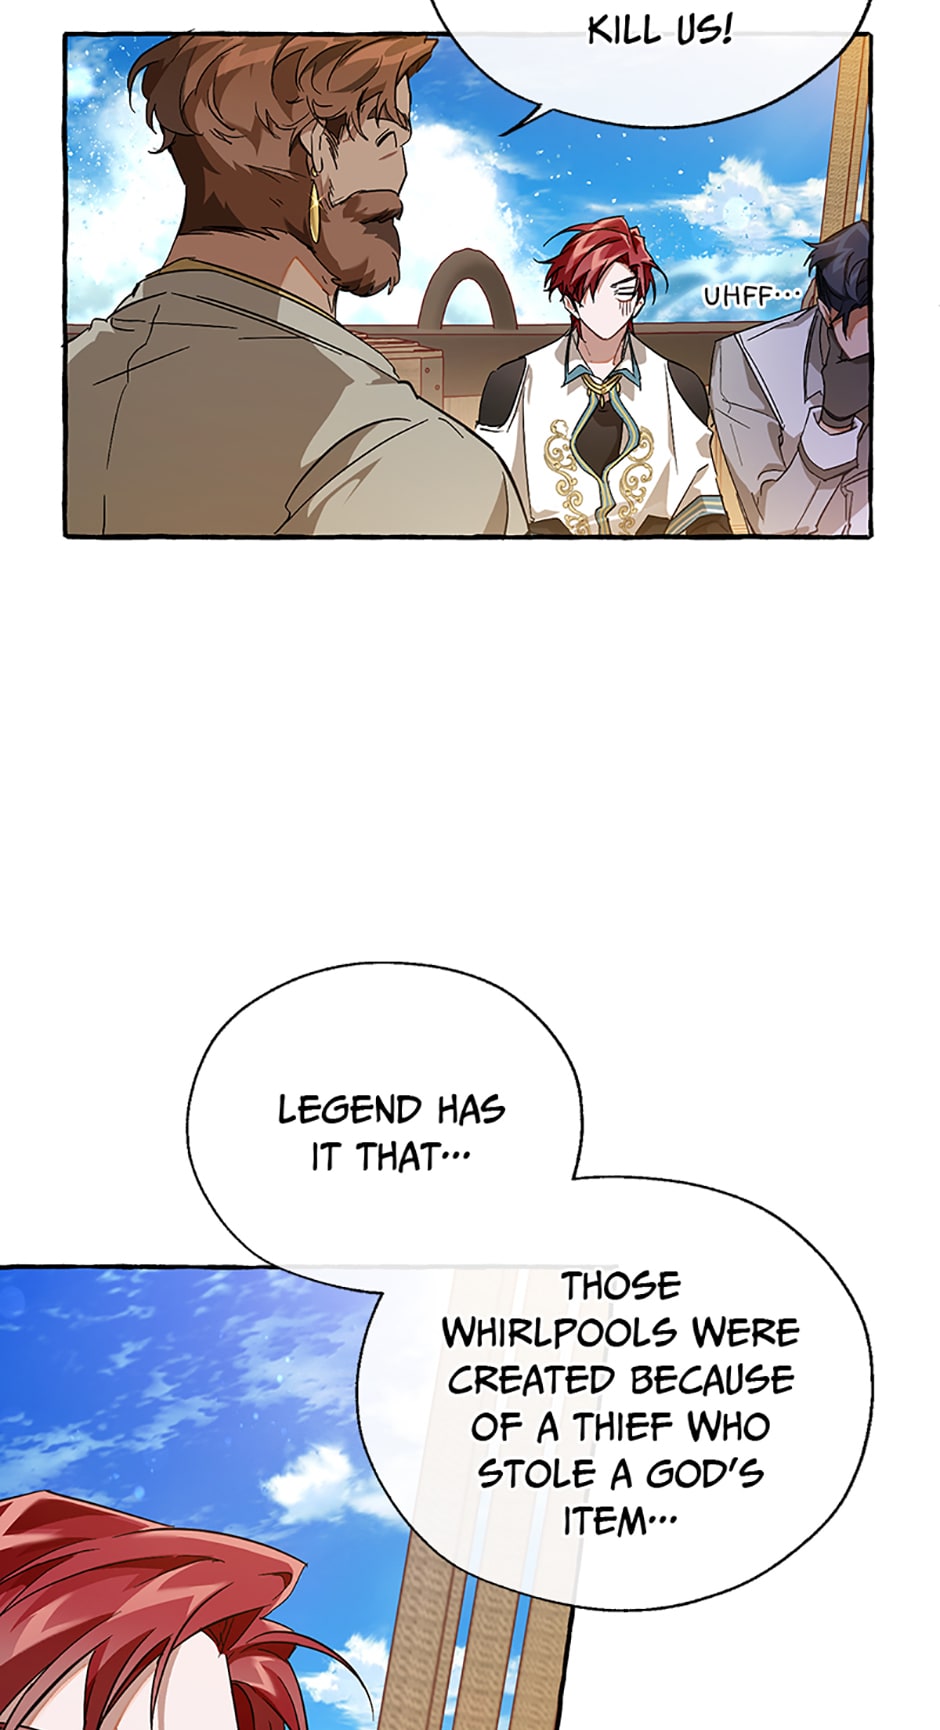 KILL US!
UHFF...
LEGEND HAS
IT THAT...
THOSE
WHIRLPOOLS WERE
CREATED BECAUSE
OF A THIEF WHO
STOLE A GOD'S
ITEM...